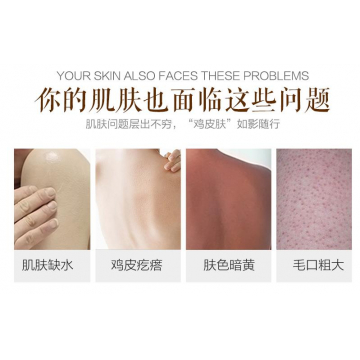 YOUR SKIN ALSO FACES THESE PROBLEMS
你的肌肤也面临这些问题
肌肤问题层出不穷，“鸡皮肤”如影随行
肌肤缺水
鸡皮疙瘩
肤色暗黄
毛口粗大